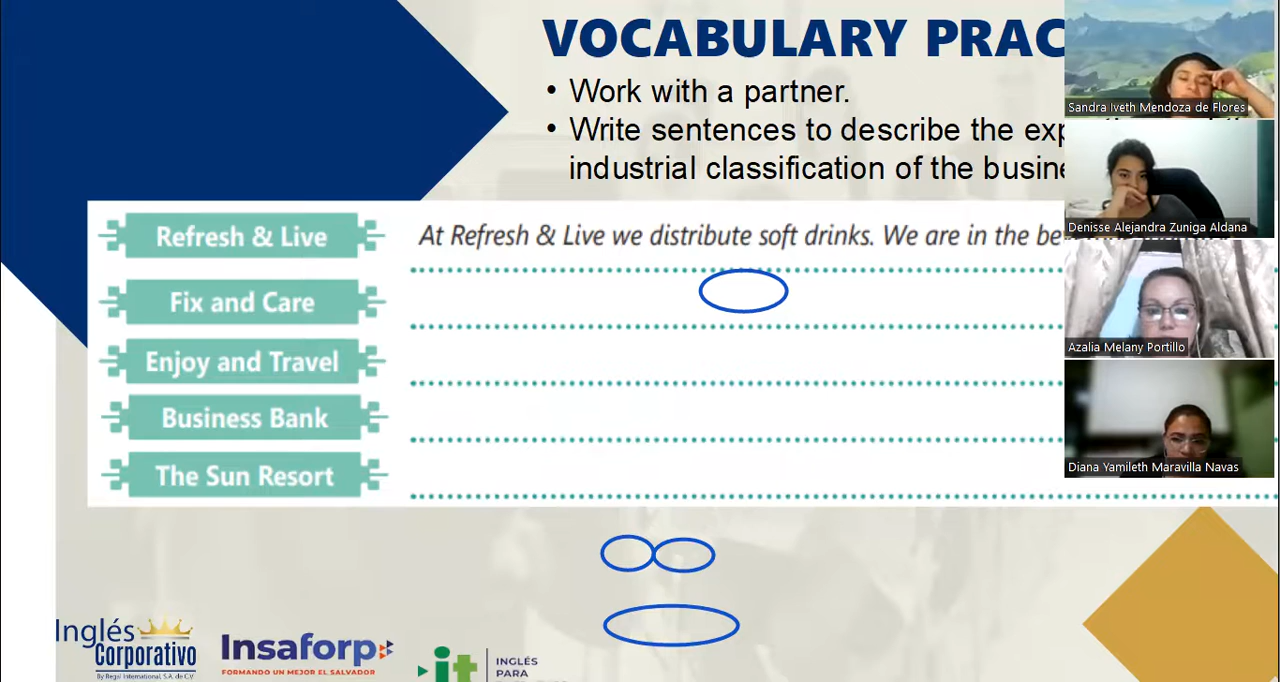 VOCABULARY PRAC
• Work with a partner.
• Write sentences to describe the exp
industrial classification of the busine
Refresh & Live
At Refresh & Live we distribute soft drinks. We are in the be
Fix and Care
Enjoy and Travel
Business Bank
The Sun Resort
Sandra Iveth Mendoza de Flores
Denisse Alejandra Zuniga Aldana
Azalia Melany Portillo
Diana Yamileth Maravilla Navas
Inglés
Corporativo
By Regal International, S.A. de C.V
Insaforp
FORMANDO UN MEJOR EL SALVADOR
it
INGLÉS
PARA